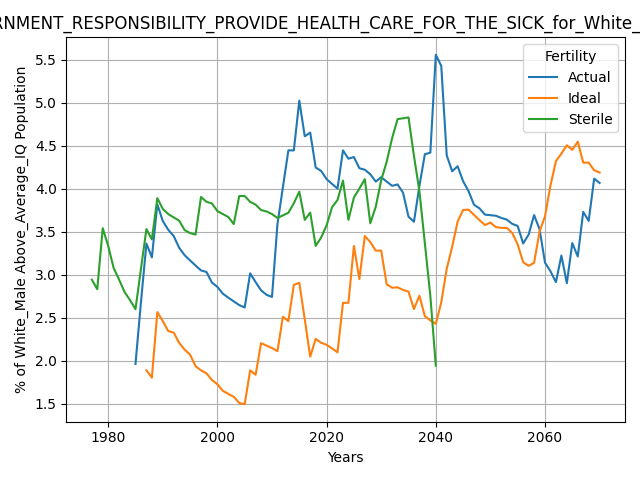 RNMENT_RESPONSIBILITY_PROVIDE_HEALTH_CARE_FOR_THE_SICK_for_White_
% of White_Male Above_Average_IQ Population
5.5
5.0
4.5
4.0
3.5
3.0
2.5
2.0
1.5
Fertility
Actual
Ideal
Sterile
1980
2000
2020
2040
2060
Years